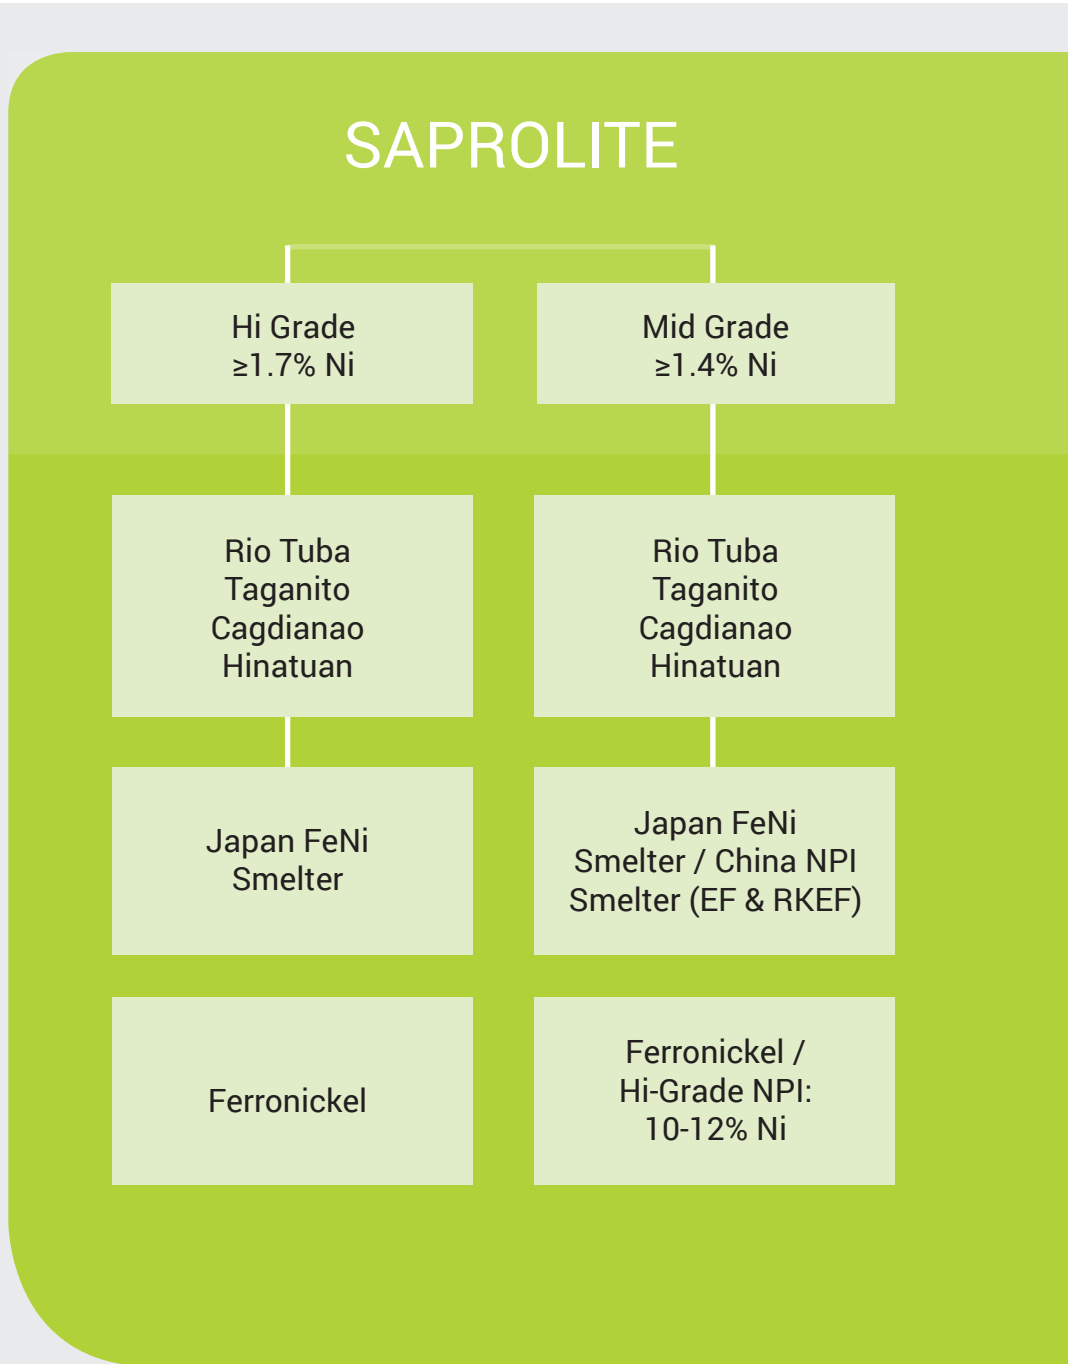 SAPROLITE
Hi Grade
≥1.7% Ni
Mid Grade
≥1.4% Ni
Rio Tuba
Taganito
Cagdianao
Hinatuan
Rio Tuba
Taganito
Cagdianao
Hinatuan
Japan FeNi
Smelter
Japan FeNi
Smelter / China NPI
Smelter (EF & RKEF)
Ferronickel
Ferronickel /
Hi-Grade NPI:
10-12% Ni